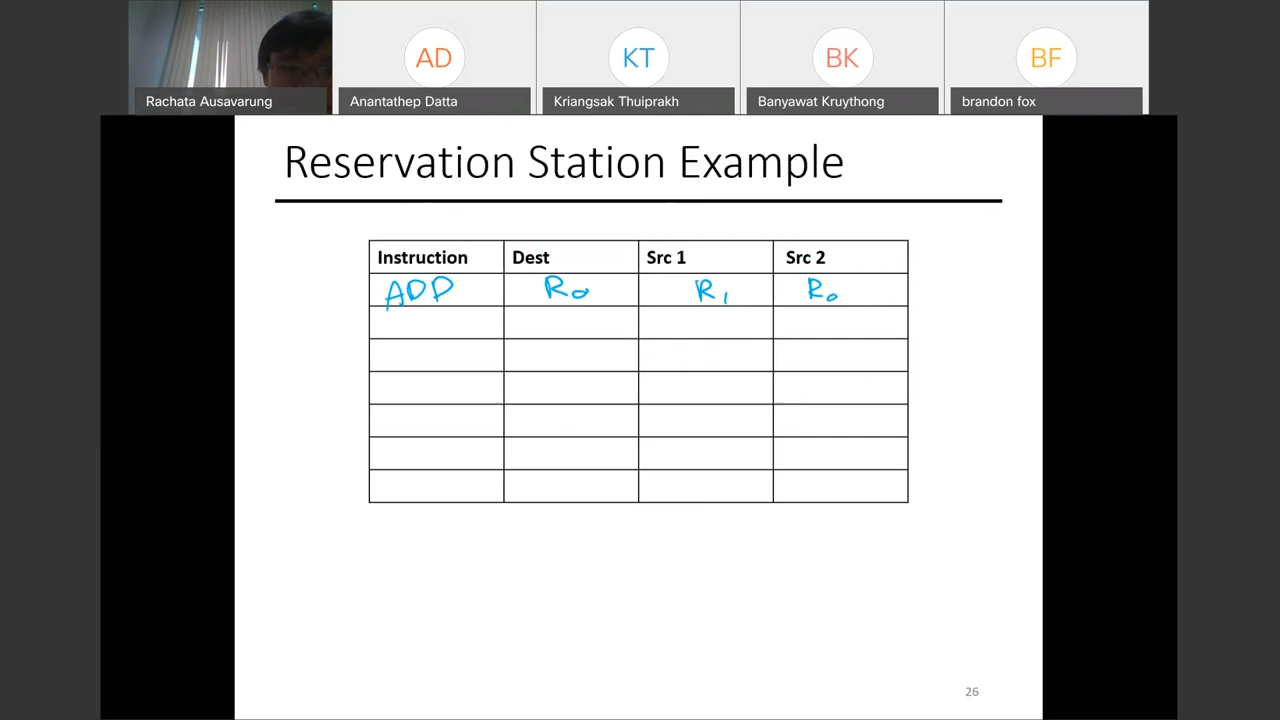 AD KT BK BF
Rachata Ausavarung Anantathep Datta Kriangsak Thuiprakh Banyawat Kruythong brandon fox
Reservation Station Example
Instruction Dest Src 1 Src 2
ADD R0 R1 R0
26